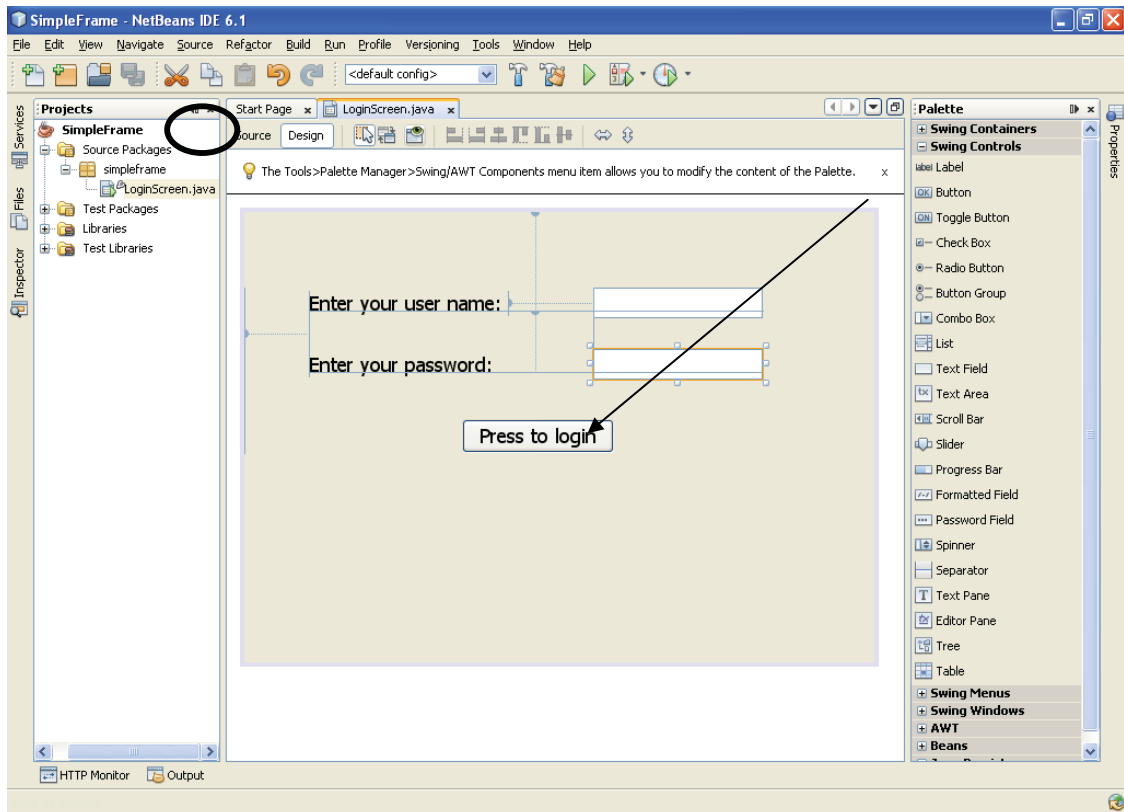 SimpleFrame - NetBeans IDE 6.1
File Edit View Navigate Source Refactor Build Run Profile Versioning Tools Window Help
<default config>
Services
Files
Inspector
Projects
SimpleFrame
Source Packages
simpleframe
LoginScreen.java
Test Packages
Libraries
Test Libraries
Start Page x LoginScreen.java x
Source Design
The Tools>Palette Manager>Swing/AWT Components menu item allows you to modify the content of the Palette. x
Enter your user name:
Enter your password:
Press to login
Palette
Swing Containers
Swing Controls
label Label
OK Button
ON Toggle Button
Check Box
Radio Button
Button Group
Combo Box
List
Text Field
tx Text Area
Scroll Bar
Slider
Progress Bar
Formatted Field
Password Field
Spinner
Separator
T Text Pane
Editor Pane
Tree
Table
Swing Menus
Swing Windows
AWT
Beans
Properties
HTTP Monitor Output